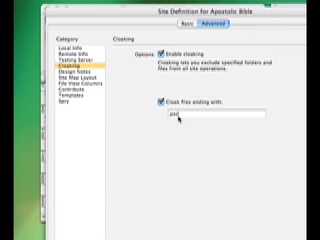 Site Definition for Apostolic Bible
Basic Advanced
Category
Cloaking
Local Info
Remote Info
Testing Server
Cloaking
Design Notes
Site Map Layout
File View Columns
Contribute
Templates
Spry
Options: Enable cloaking
Cloaking lets you exclude specified folders and
files from all site operations.
Cloak files ending with:
.psd